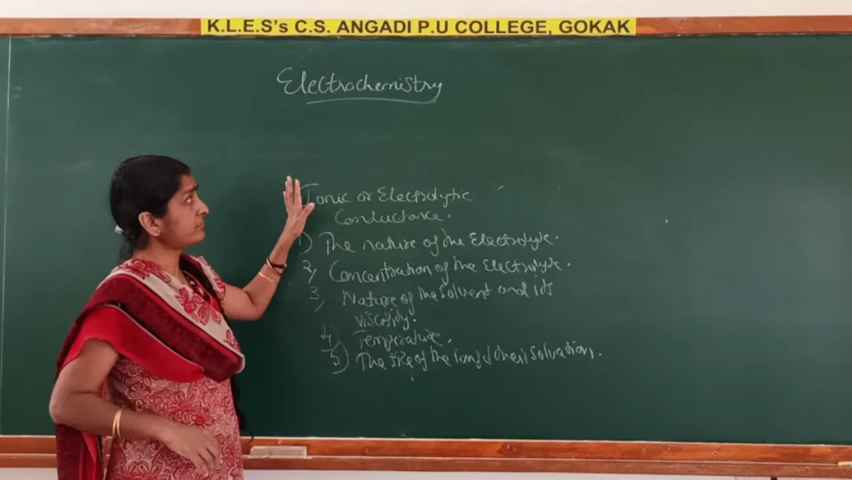 K.L.E.S's C.S. ANGADI P.U COLLEGE, GOKAK
Electrochemistry
Ionic or Electrolytic
Conductance.
1) The nature of the Electrolyte.
2) Concentration of the Electrolyte.
3) Nature of the solvent and its
viscosity.
4) Temperature.
5) The size of the ions & their solvation.